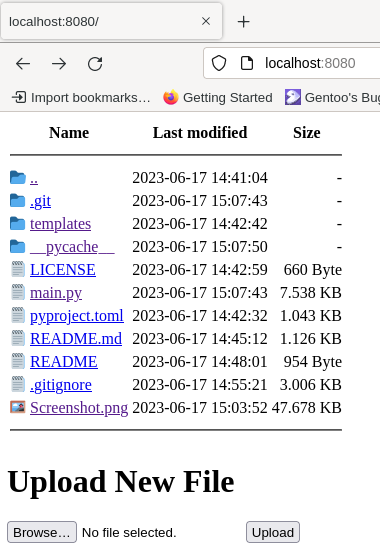 localhost:8080/
localhost:8080
Import bookmarks… Getting Started Gentoo's Bug
Name Last modified Size
.. 2023-06-17 14:41:04 -
.git 2023-06-17 15:07:43 -
templates 2023-06-17 14:42:42 -
__pycache__ 2023-06-17 15:07:50 -
LICENSE 2023-06-17 14:42:59 660 Byte
main.py 2023-06-17 15:07:43 7.538 KB
pyproject.toml 2023-06-17 14:42:32 1.043 KB
README.md 2023-06-17 14:45:12 1.126 KB
README 2023-06-17 14:48:01 954 Byte
.gitignore 2023-06-17 14:55:21 3.006 KB
Screenshot.png 2023-06-17 15:03:52 47.678 KB
Upload New File
Browse… No file selected. Upload